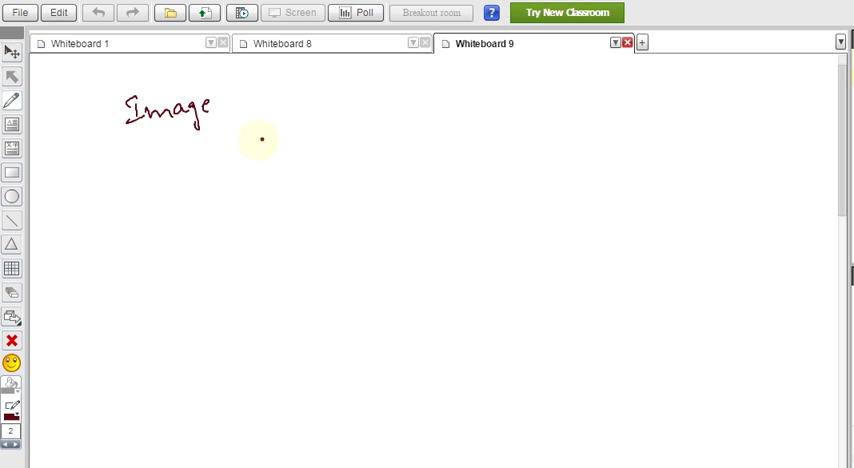 File Edit Screen Poll Breakout room ? Try New Classroom
Whiteboard 1 Whiteboard 8 Whiteboard 9 +
Image
2